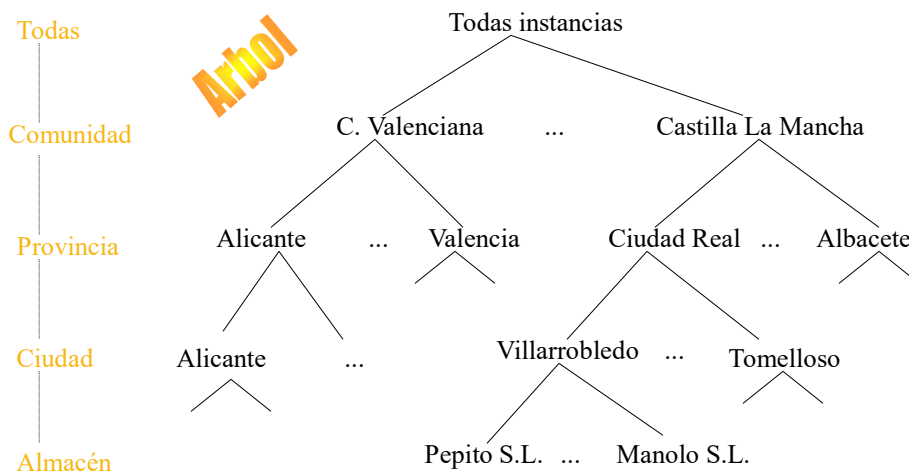 Todas
Arbol
Todas instancias
Comunidad
C. Valenciana ... Castilla La Mancha
Provincia
Alicante ... Valencia Ciudad Real ... Albacete
Ciudad
Alicante ... Villarrobledo ... Tomelloso
Almacén
Pepito S.L. ... Manolo S.L.